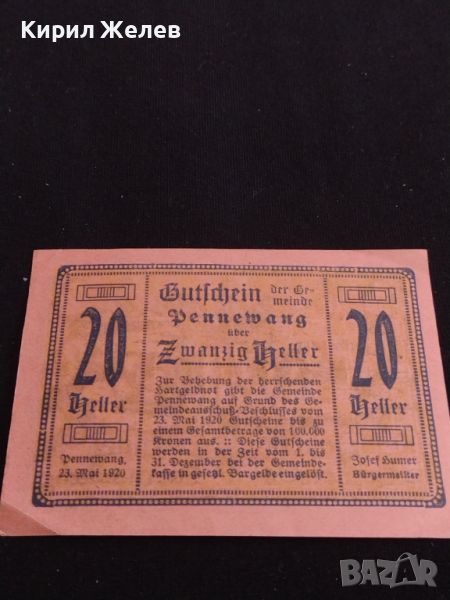 Кирил Желев
Gutschein der Ge-
meinde
Pennewang
über
Zwanzig Heller
20
Heller
Pennewang,
23. Mai 1920
Zur Behebung der herrschenden
Hartgeldnot gibt die Gemeinde
Pennewang auf Grund des Ge-
meindeausschuß-Beschlusses vom
23. Mai 1920 Gutscheine bis zu
einem Gesamtbetrage von 100.000
Kronen aus. :: Diese Gutscheine
werden in der Zeit vom 1. bis
31. Dezember bei der Gemeinde-
kasse in gesetzl. Bargelde eingelöst.
20
Heller
Josef Humer
Bürgermeister
BAZAR